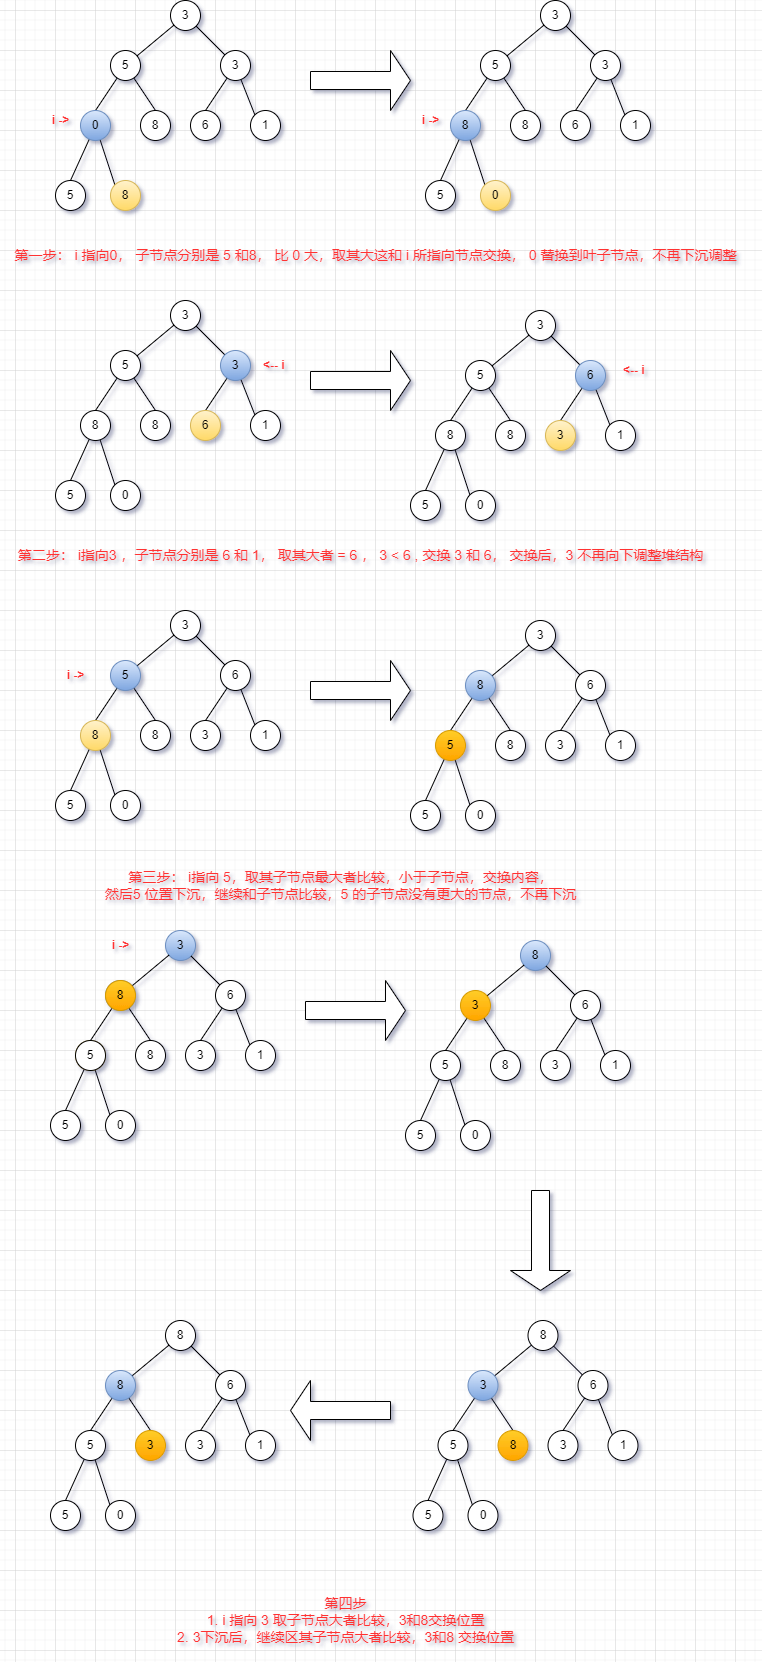 3 3
5 3 5 3
i -> 0 8 6 1 i -> 8 8 6 1
5 8 5 0
第一步： i 指向0， 子节点分别是 5 和8， 比 0 大，取其大这和 i 所指向节点交换， 0 替换到叶子节点，不再下沉调整
3 3
5 3 <-- i 5 6 <-- i
8 8 6 1 8 8 3 1
5 0 5 0
第二步： i指向3 ，子节点分别是 6 和 1， 取其大者 = 6 ， 3 < 6 , 交换 3 和 6， 交换后，3 不再向下调整堆结构
3 3
i -> 5 6 8 6
8 8 3 1 5 8 3 1
5 0 5 0
第三步： i指向 5，取其子节点最大者比较，小于子节点，交换内容，
然后5 位置下沉，继续和子节点比较，5 的子节点没有更大的节点，不再下沉
i -> 3 8
8 6 3 6
5 8 3 1 5 8 3 1
5 0 5 0
8 8
8 6 3 6
5 3 3 1 5 8 3 1
5 0 5 0
第四步
1. i 指向 3 取子节点大者比较，3和8交换位置
2. 3下沉后，继续区其子节点大者比较，3和8 交换位置